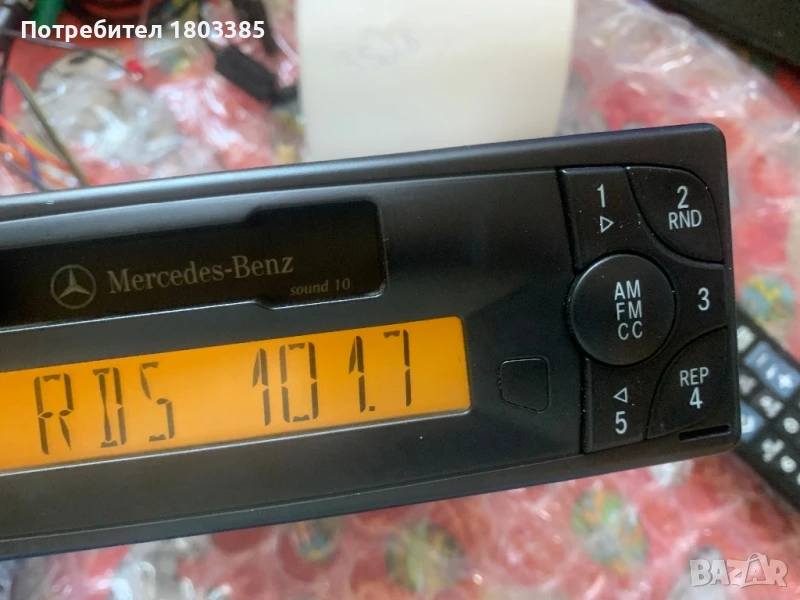 Потребител 1803385
Mercedes-Benz
sound 10
RDS 101.7
1
2
RND
AM
FM
CC
3
REP
4
5
BAZAR